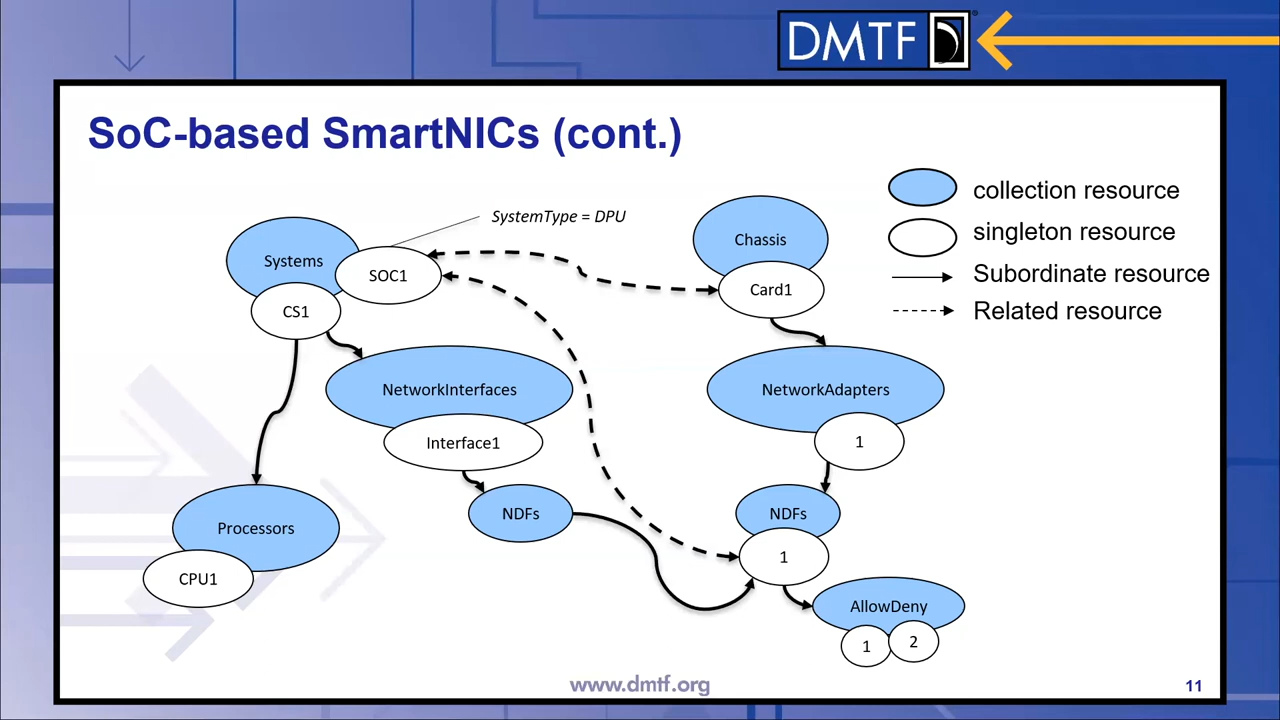 DMTF
SoC-based SmartNICs (cont.)
collection resource
singleton resource
Subordinate resource
Related resource
SystemType = DPU
Systems
SOC1
CS1
Chassis
Card1
NetworkInterfaces
Interface1
NetworkAdapters
1
Processors
CPU1
NDFs
NDFs
1
AllowDeny
1
2
www.dmtf.org
11